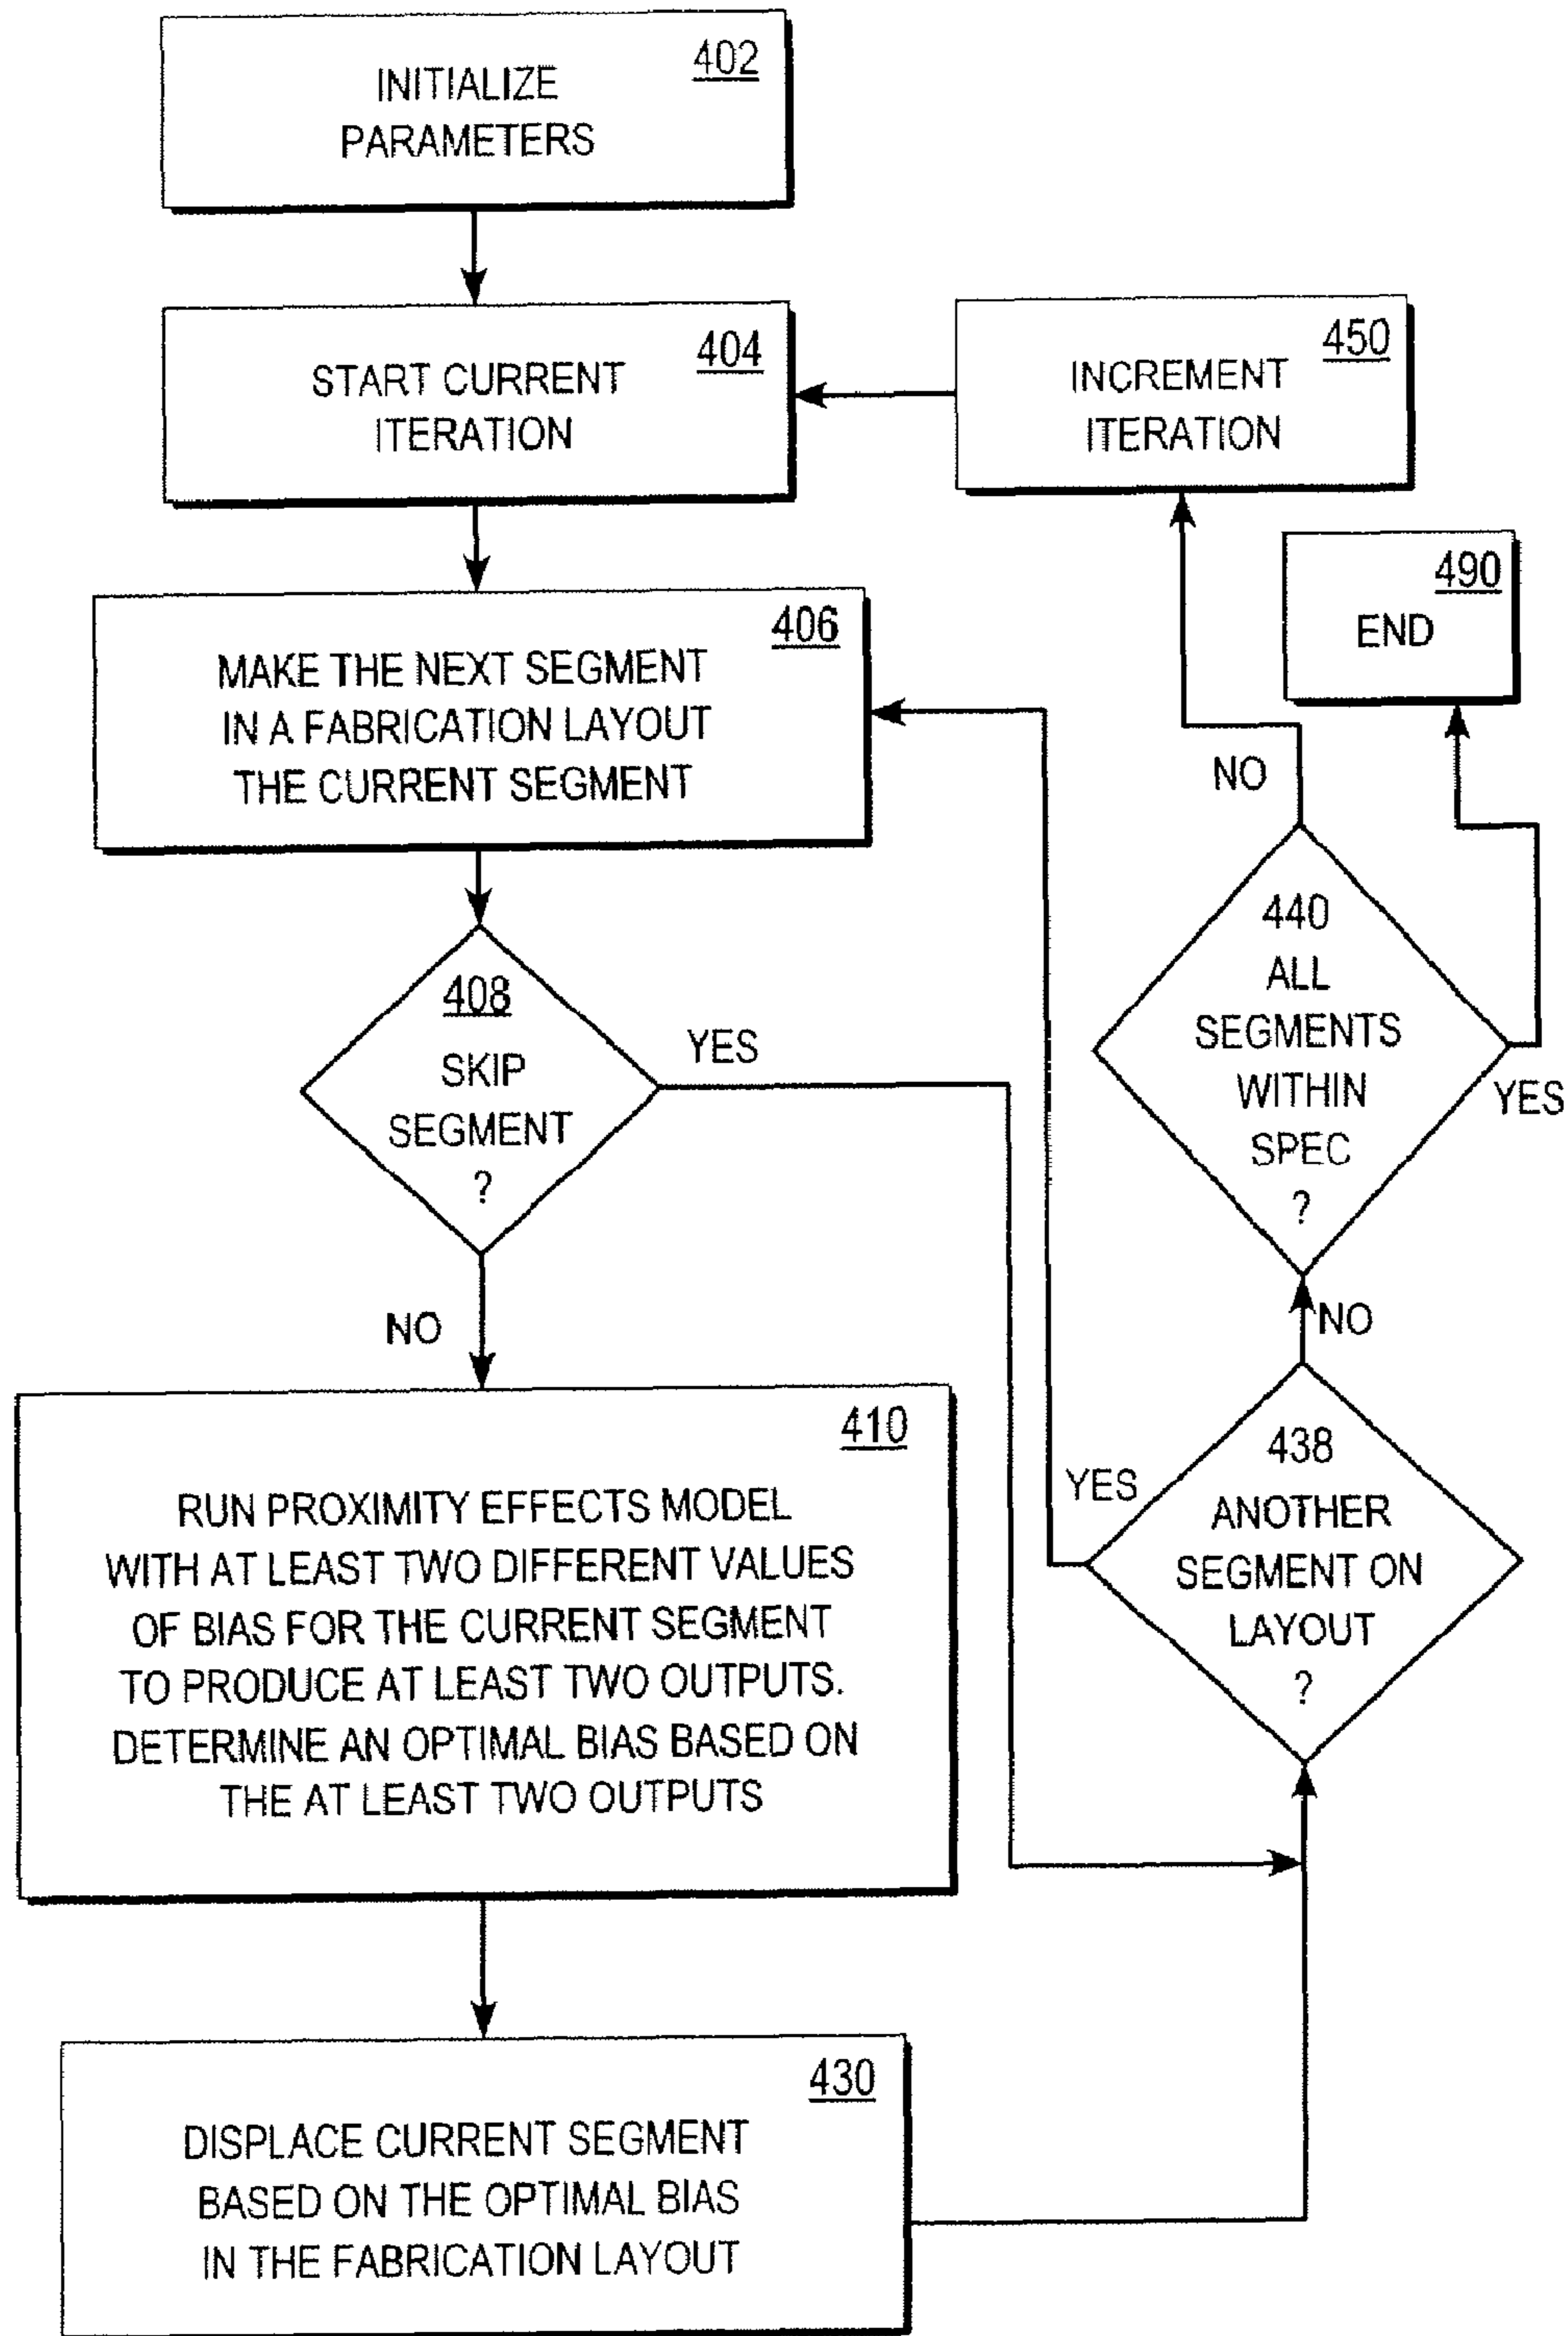 402
INITIALIZE
PARAMETERS
404
START CURRENT
ITERATION
450
INCREMENT
ITERATION
406
MAKE THE NEXT SEGMENT
IN A FABRICATION LAYOUT
THE CURRENT SEGMENT
490
END
408
SKIP
SEGMENT
?
YES
NO
410
RUN PROXIMITY EFFECTS MODEL
WITH AT LEAST TWO DIFFERENT VALUES
OF BIAS FOR THE CURRENT SEGMENT
TO PRODUCE AT LEAST TWO OUTPUTS.
DETERMINE AN OPTIMAL BIAS BASED ON
THE AT LEAST TWO OUTPUTS
430
DISPLACE CURRENT SEGMENT
BASED ON THE OPTIMAL BIAS
IN THE FABRICATION LAYOUT
438
ANOTHER
SEGMENT ON
LAYOUT
?
YES
NO
440
ALL
SEGMENTS
WITHIN
SPEC
?
NO
YES